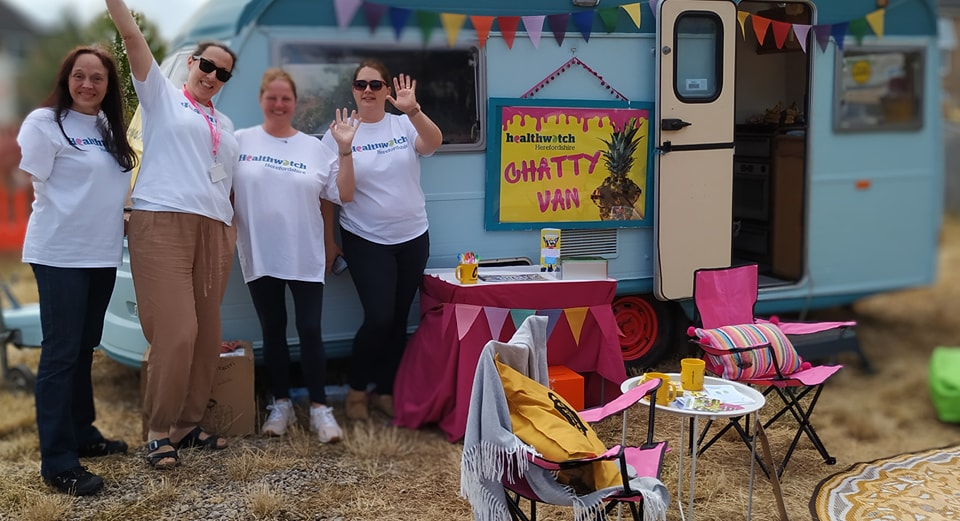 Healthwatch
Herefordshire
Healthwatch
Herefordshire
Healthwatch
Herefordshire
healthwatch
Herefordshire
CHATTY
VAN